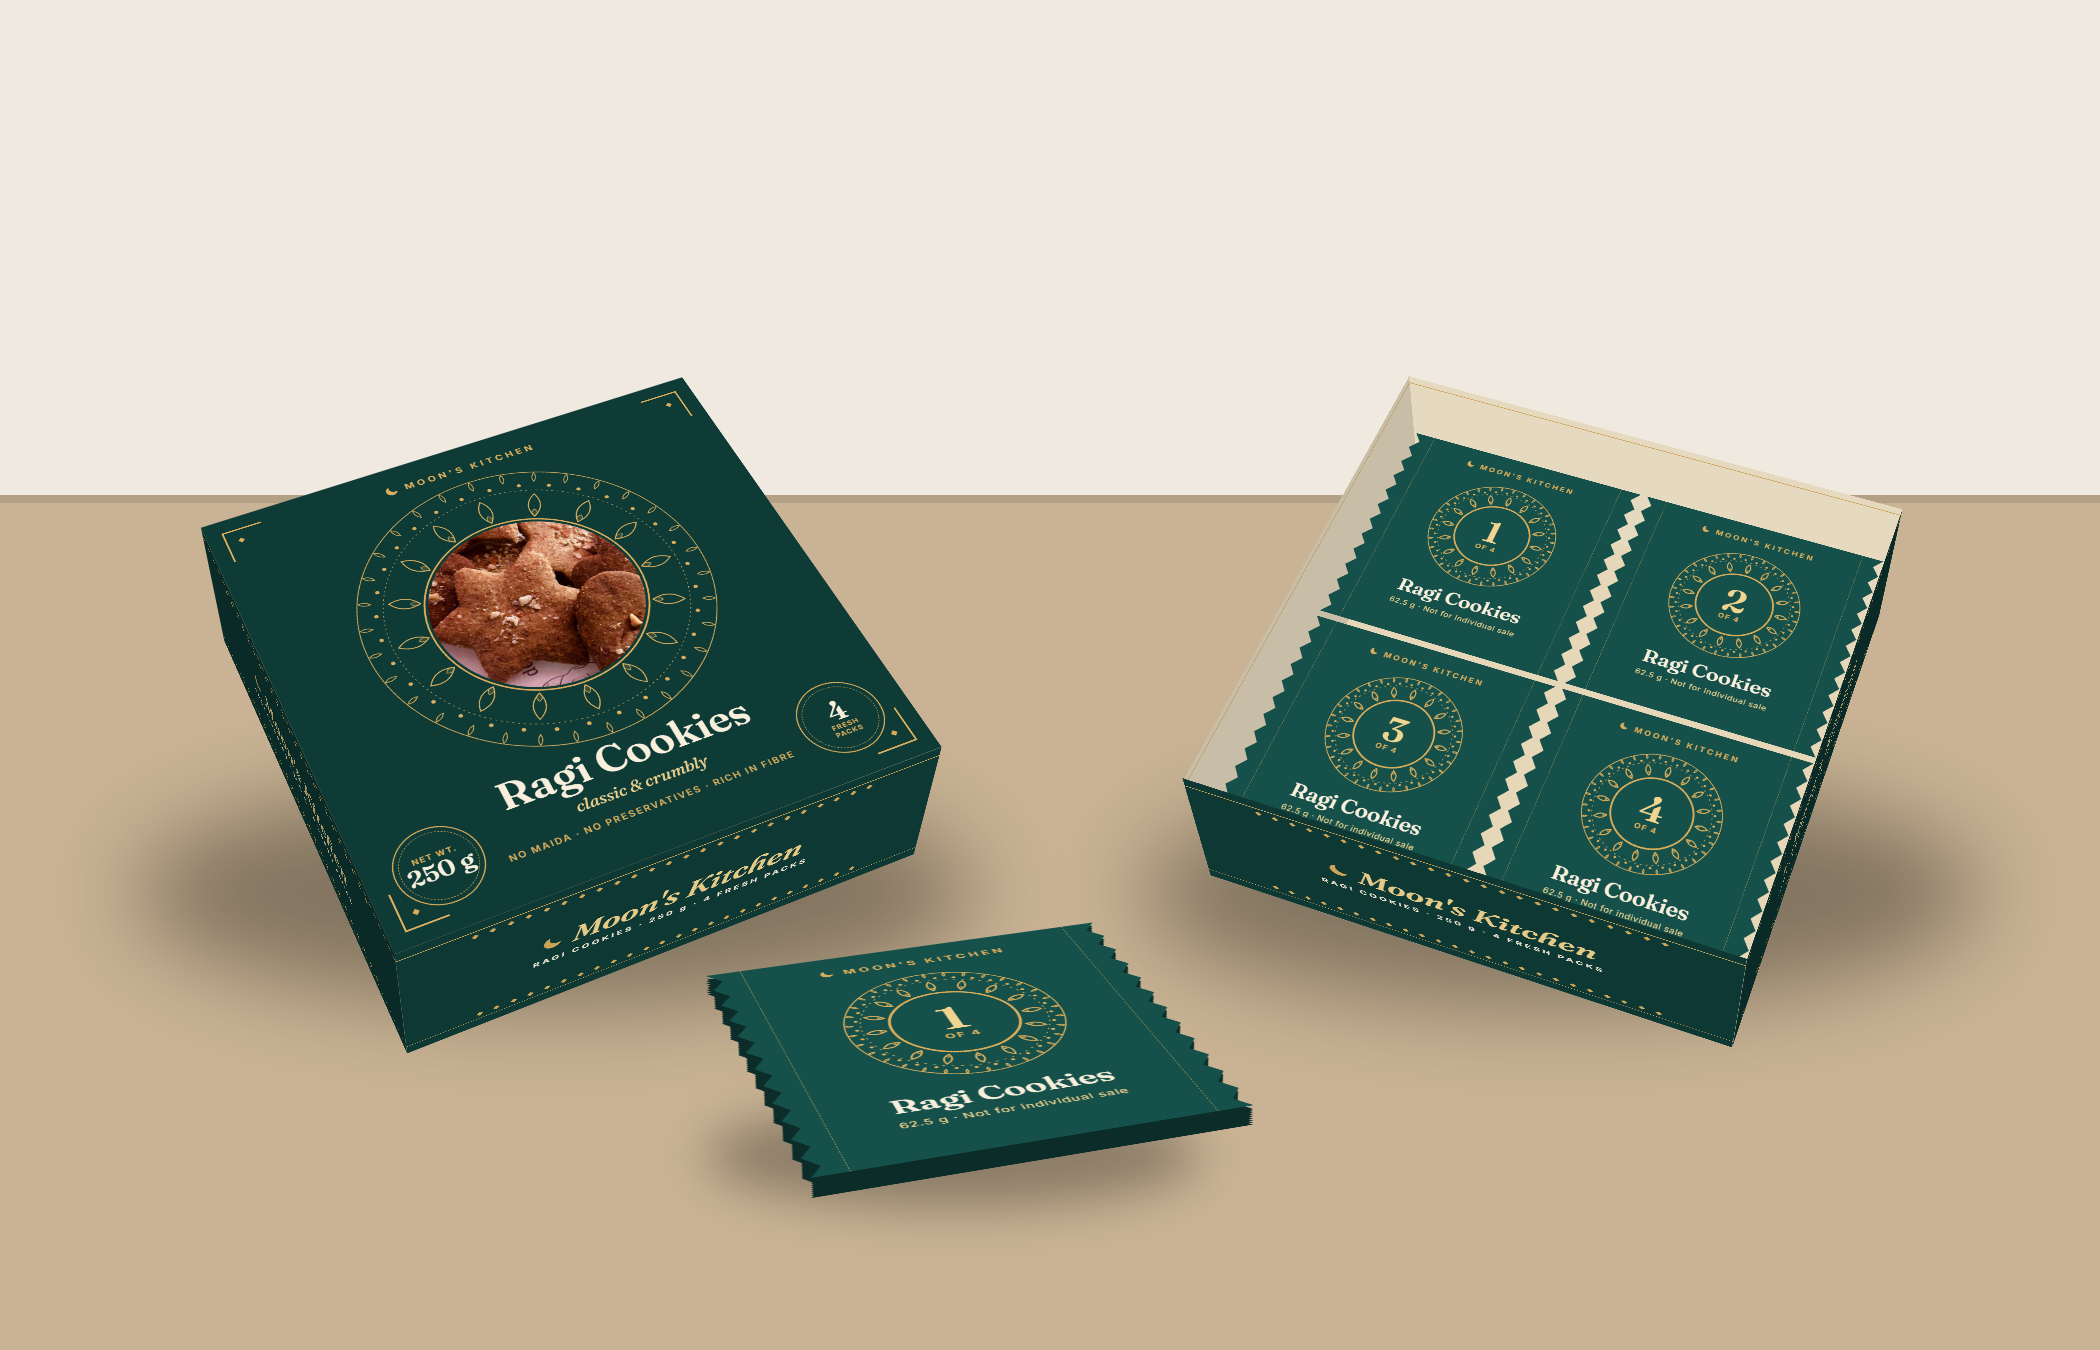 MOON'S KITCHEN
Ragi Cookies
classic & crumbly
NO MAIDA · NO PRESERVATIVES · RICH IN FIBRE
4
FRESH
PACKS
NET WT.
250 g
Moon's Kitchen
RAGI COOKIES · 250 g · 4 FRESH PACKS
MOON'S KITCHEN
1
OF 4
Ragi Cookies
62.5 g · Not for individual sale
MOON'S KITCHEN
2
OF 4
Ragi Cookies
62.5 g · Not for individual sale
MOON'S KITCHEN
3
OF 4
Ragi Cookies
62.5 g · Not for individual sale
MOON'S KITCHEN
4
OF 4
Ragi Cookies
62.5 g · Not for individual sale
Moon's Kitchen
RAGI COOKIES · 250 g · 4 FRESH PACKS
MOON'S KITCHEN
1
OF 4
Ragi Cookies
62.5 g · Not for individual sale